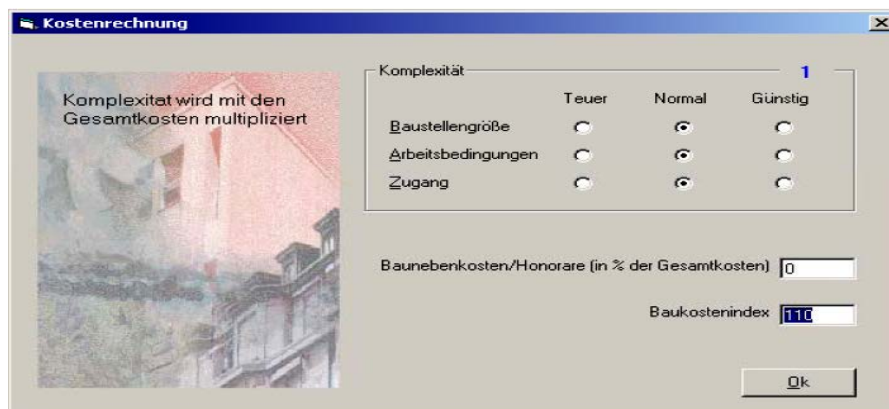 Kostenrechnung
Komplexitat wird mit den
Gesamtkosten multipliziert
Komplexität 1
Teuer Normal Günstig
Baustellengröße
Arbeitsbedingungen
Zugang
Baunebenkosten/Honorare (in % der Gesamtkosten) 0
Baukostenindex 110
Ok